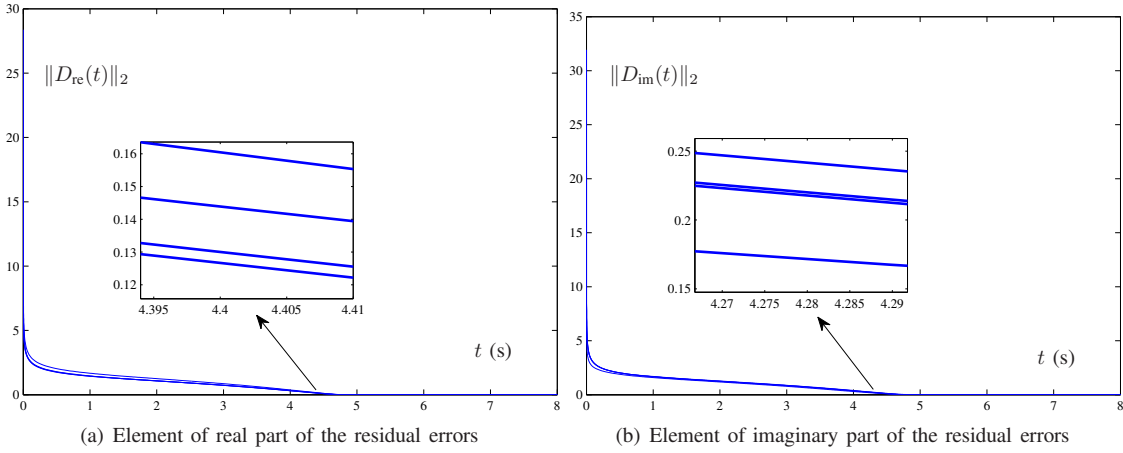 30
25
20
15
10
5
0
0 1 2 3 4 5 6 7 8
‖D_re(t)‖_2
0.16
0.15
0.14
0.13
0.12
4.395 4.4 4.405 4.41
t (s)
(a) Element of real part of the residual errors
35
30
25
20
15
10
5
0
0 1 2 3 4 5 6 7 8
‖D_im(t)‖_2
0.25
0.2
0.15
4.27 4.275 4.28 4.285 4.29
t (s)
(b) Element of imaginary part of the residual errors